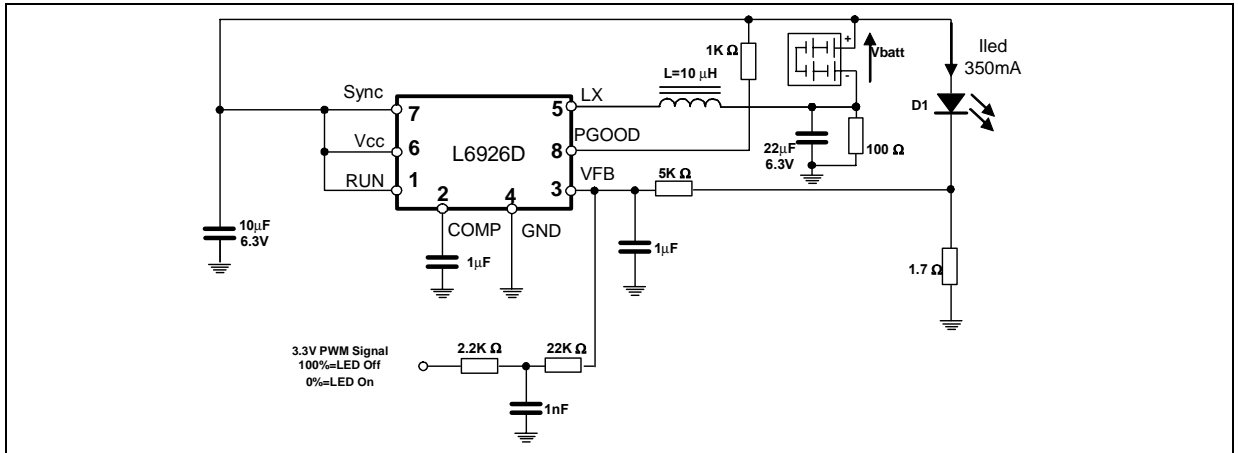 1K Ω
+
-
Vbatt
Iled
350mA
L=10 μH
D1
Sync
7
LX
5
Vcc
6
L6926D
PGOOD
8
RUN
1
VFB
3
2
4
COMP
GND
5K Ω
22μF
6.3V
100 Ω
10μF
6.3V
1μF
1μF
1.7 Ω
3.3V PWM Signal
100%=LED Off
0%=LED On
2.2K Ω
22K Ω
1nF